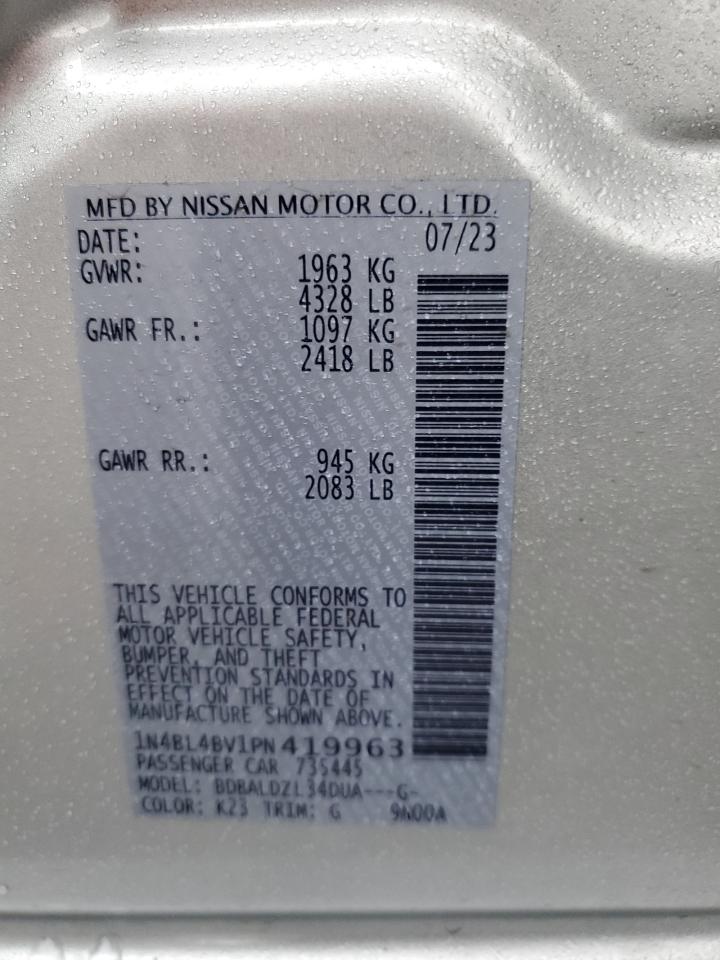 MFD BY NISSAN MOTOR CO., LTD.
DATE: 07/23
GVWR: 1963 KG
4328 LB
GAWR FR.: 1097 KG
2418 LB
GAWR RR.: 945 KG
2083 LB
THIS VEHICLE CONFORMS TO
ALL APPLICABLE FEDERAL
MOTOR VEHICLE SAFETY,
BUMPER, AND THEFT
PREVENTION STANDARDS IN
EFFECT ON THE DATE OF
MANUFACTURE SHOWN ABOVE.
1N4BL4BV1PN419963
PASSENGER CAR 735445
MODEL: BDBALDZL34DUA---G-
COLOR: K23 TRIM: G